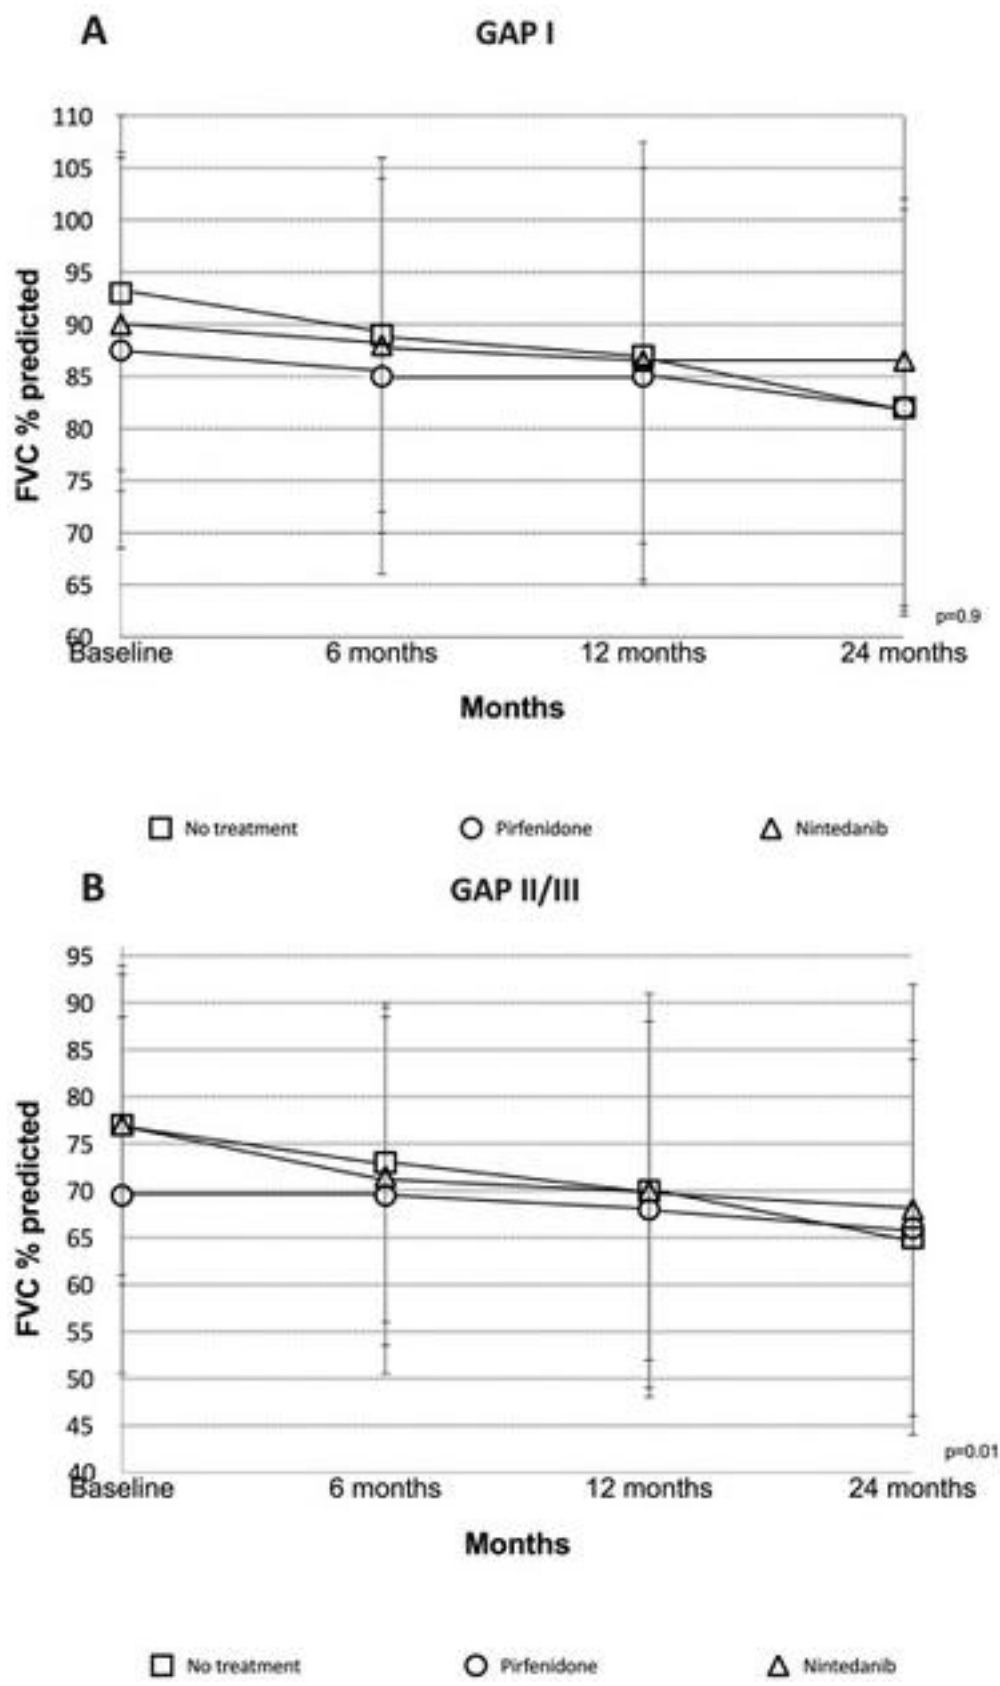 A
GAP I
110
105
100
95
90
85
80
75
70
65
60
FVC % predicted
p=0.9
Baseline 6 months 12 months 24 months
Months
No treatment Pirfenidone Nintedanib
B
GAP II/III
95
90
85
80
75
70
65
60
55
50
45
40
FVC % predicted
p=0.01
Baseline 6 months 12 months 24 months
Months
No treatment Pirfenidone Nintedanib